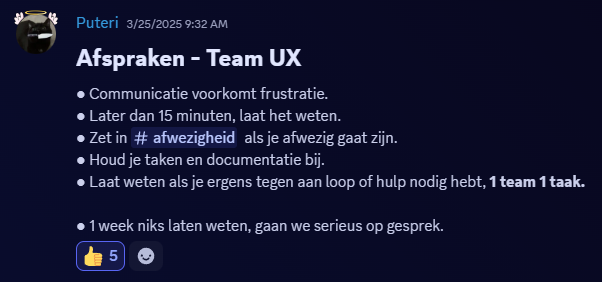 Puteri 3/25/2025 9:32 AM
Afspraken - Team UX
● Communicatie voorkomt frustratie.
● Later dan 15 minuten, laat het weten.
● Zet in # afwezigheid als je afwezig gaat zijn.
● Houd je taken en documentatie bij.
● Laat weten als je ergens tegen aan loop of hulp nodig hebt, 1 team 1 taak.
● 1 week niks laten weten, gaan we serieus op gesprek.
👍 5